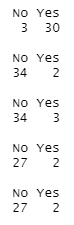 No Yes
3 30
No Yes
34 2
No Yes
34 3
No Yes
27 2
No Yes
27 2